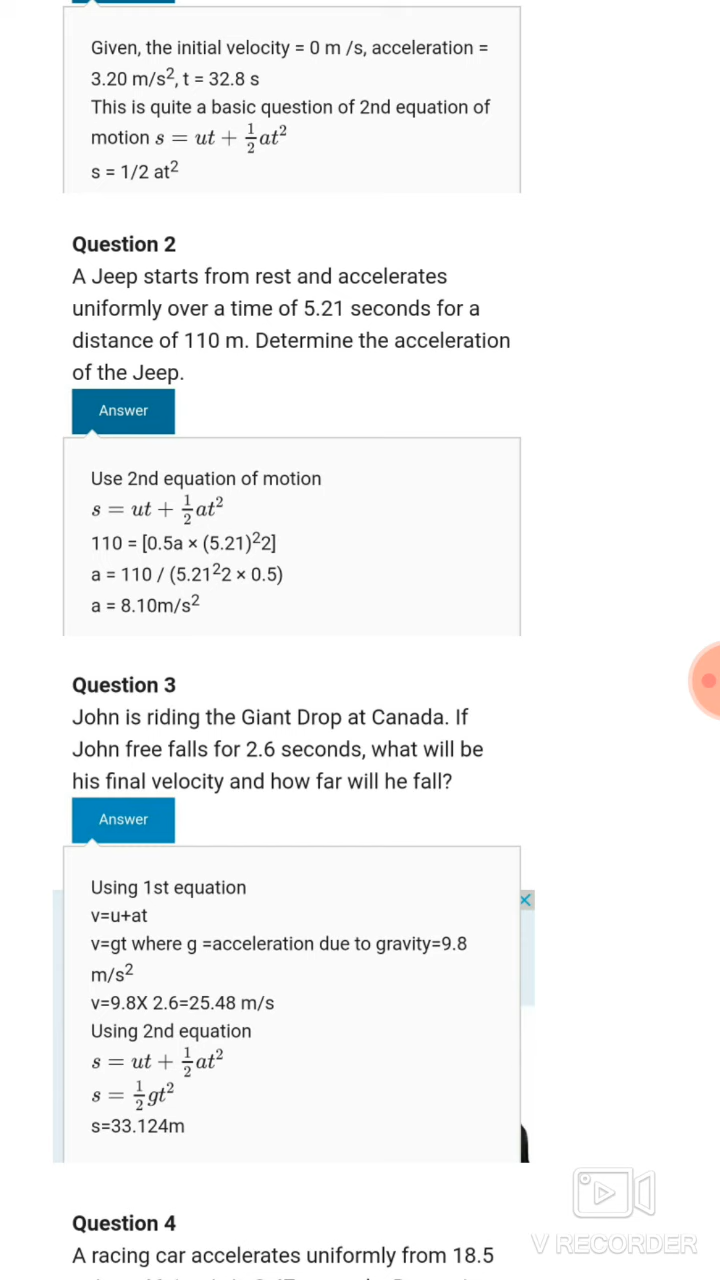 Given, the initial velocity = 0 m /s, acceleration =
3.20 m/s², t = 32.8 s
This is quite a basic question of 2nd equation of
motion s = ut + ½at²
s = 1/2 at²
Question 2
A Jeep starts from rest and accelerates
uniformly over a time of 5.21 seconds for a
distance of 110 m. Determine the acceleration
of the Jeep.
Answer
Use 2nd equation of motion
s = ut + ½at²
110 = [0.5a × (5.21)²2]
a = 110 / (5.21²2 × 0.5)
a = 8.10m/s²
Question 3
John is riding the Giant Drop at Canada. If
John free falls for 2.6 seconds, what will be
his final velocity and how far will he fall?
Answer
Using 1st equation
v=u+at
v=gt where g =acceleration due to gravity=9.8
m/s²
v=9.8X 2.6=25.48 m/s
Using 2nd equation
s = ut + ½at²
s = ½gt²
s=33.124m
Question 4
A racing car accelerates uniformly from 18.5
V RECORDER